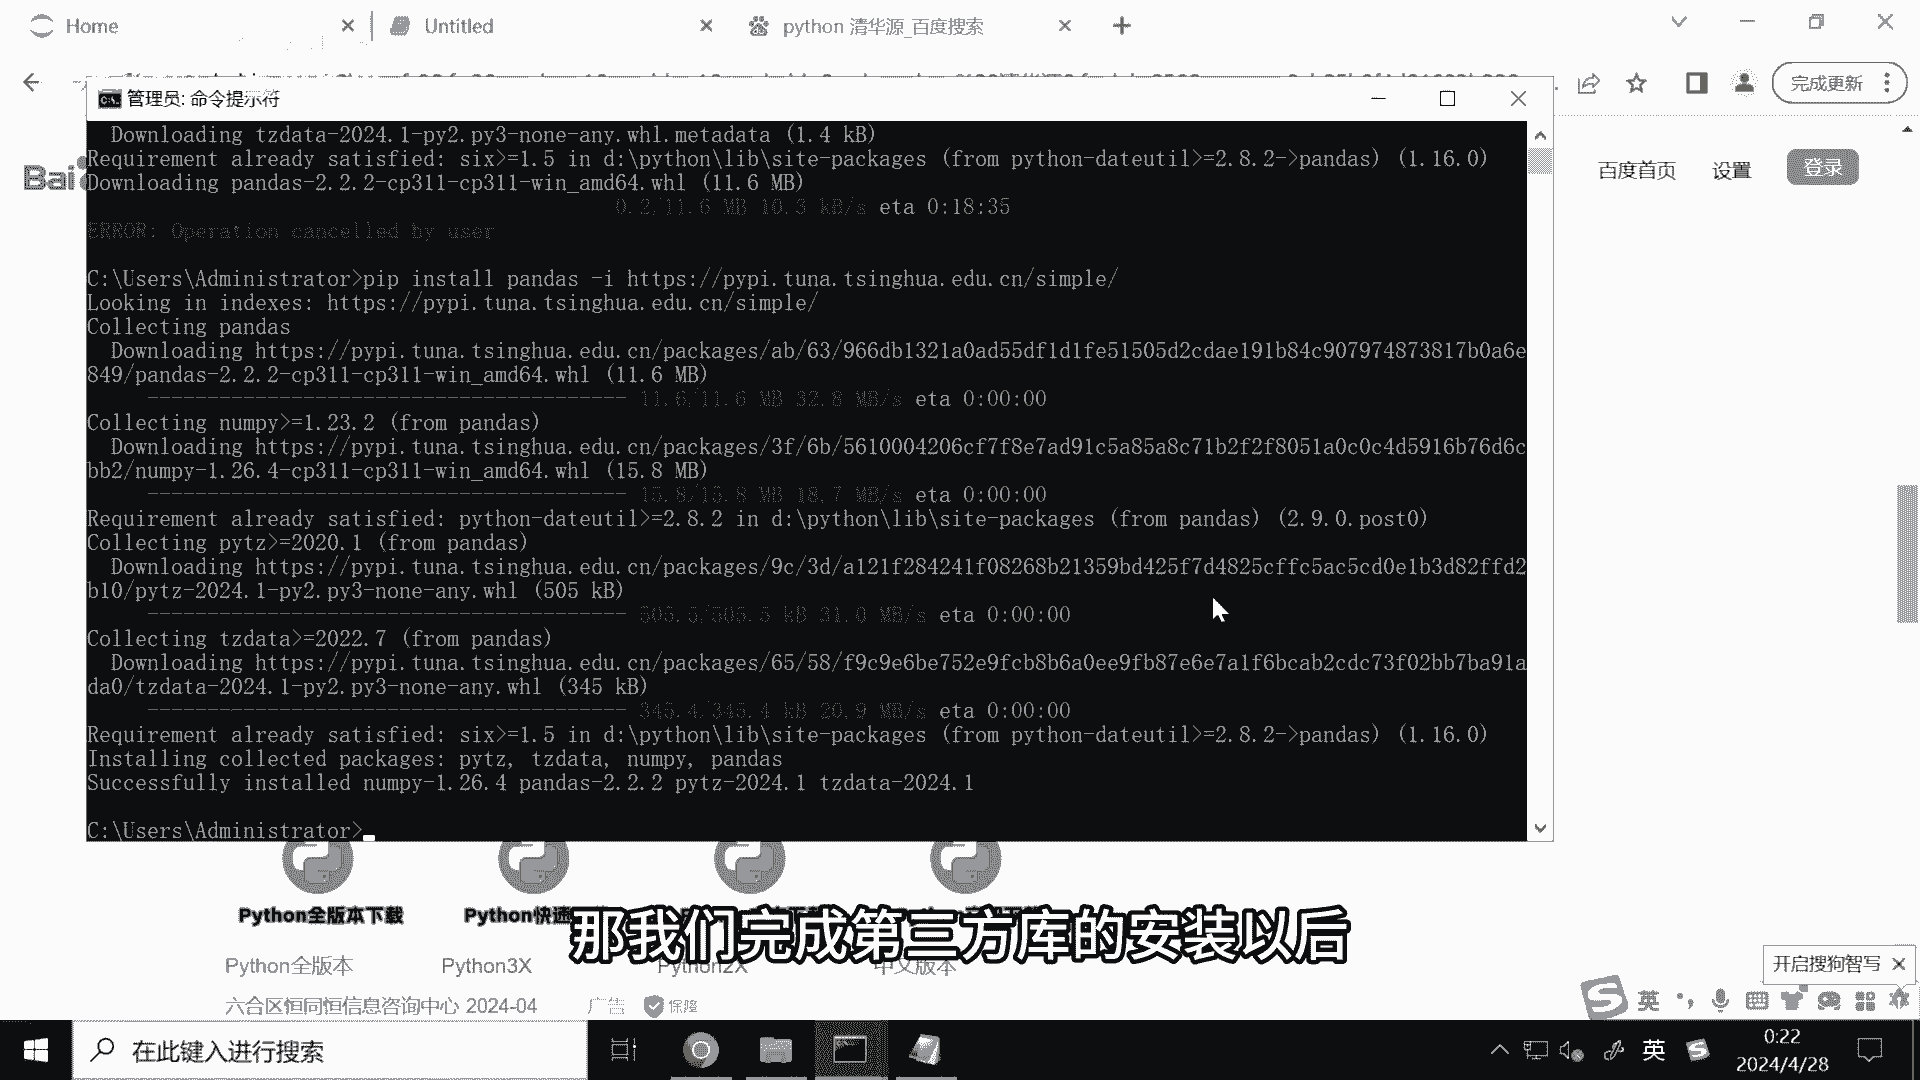 Home
Untitled
python 清华源_百度搜索
完成更新
管理员: 命令提示符
百度首页
设置
登录
Bai
Downloading tzdata-2024.1-py2.py3-none-any.whl.metadata (1.4 kB)
Requirement already satisfied: six>=1.5 in d:\python\lib\site-packages (from python-dateutil>=2.8.2->pandas) (1.16.0)
Downloading pandas-2.2.2-cp311-cp311-win_amd64.whl (11.6 MB)
0.2/11.6 MB 10.3 kB/s eta 0:18:35
ERROR: Operation cancelled by user
C:\Users\Administrator>pip install pandas -i https://pypi.tuna.tsinghua.edu.cn/simple/
Looking in indexes: https://pypi.tuna.tsinghua.edu.cn/simple/
Collecting pandas
Downloading https://pypi.tuna.tsinghua.edu.cn/packages/ab/63/966db1321a0ad55df1d1fe51505d2cdae191b84c907974873817b0a6e
849/pandas-2.2.2-cp311-cp311-win_amd64.whl (11.6 MB)
---------------------------------------- 11.6/11.6 MB 32.8 MB/s eta 0:00:00
Collecting numpy>=1.23.2 (from pandas)
Downloading https://pypi.tuna.tsinghua.edu.cn/packages/3f/6b/5610004206cf7f8e7ad91c5a85a8c71b2f2f8051a0c0c4d5916b76d6c
bb2/numpy-1.26.4-cp311-cp311-win_amd64.whl (15.8 MB)
---------------------------------------- 15.8/15.8 MB 18.7 MB/s eta 0:00:00
Requirement already satisfied: python-dateutil>=2.8.2 in d:\python\lib\site-packages (from pandas) (2.9.0.post0)
Collecting pytz>=2020.1 (from pandas)
Downloading https://pypi.tuna.tsinghua.edu.cn/packages/9c/3d/a121f284241f08268b21359bd425f7d4825cffc5ac5cd0e1b3d82ffd2
b10/pytz-2024.1-py2.py3-none-any.whl (505 kB)
---------------------------------------- 505.5/505.5 kB 31.0 MB/s eta 0:00:00
Collecting tzdata>=2022.7 (from pandas)
Downloading https://pypi.tuna.tsinghua.edu.cn/packages/65/58/f9c9e6be752e9fcb8b6a0ee9fb87e6e7a1f6bcab2cdc73f02bb7ba91a
da0/tzdata-2024.1-py2.py3-none-any.whl (345 kB)
---------------------------------------- 345.4/345.4 kB 20.9 MB/s eta 0:00:00
Requirement already satisfied: six>=1.5 in d:\python\lib\site-packages (from python-dateutil>=2.8.2->pandas) (1.16.0)
Installing collected packages: pytz, tzdata, numpy, pandas
Successfully installed numpy-1.26.4 pandas-2.2.2 pytz-2024.1 tzdata-2024.1
C:\Users\Administrator>
Python全版本下载
Python快速
那我们完成第三方库的安装以后
Python全版本
Python3X
Python2X
中文版本
六合区恒同恒信息咨询中心 2024-04
广告
保障
开启搜狗智写
英
在此键入进行搜索
英
0:22
2024/4/28